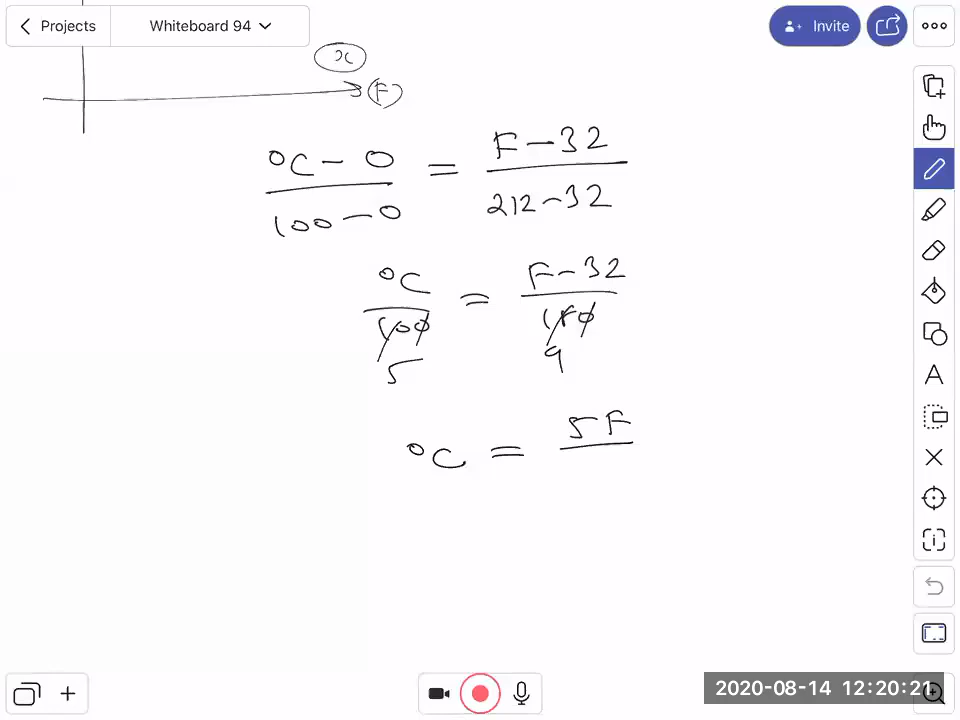 Projects
Whiteboard 94
Invite
x
(F)
°C - 0 / 100 - 0 = F - 32 / 212 - 32
°C / 100 = F - 32 / 180
5 9
°C = 5F
2020-08-14 12:20:21